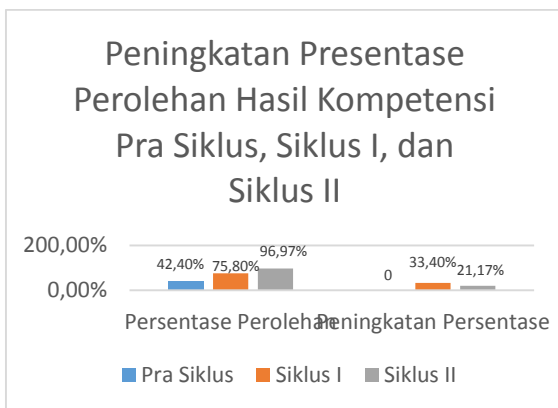 Peningkatan Presentase
Perolehan Hasil Kompetensi
Pra Siklus, Siklus I, dan
Siklus II
200,00%
0,00%
42,40% 75,80% 96,97% 0 33,40% 21,17%
Persentase Perolehan Peningkatan Persentase
Pra Siklus Siklus I Siklus II